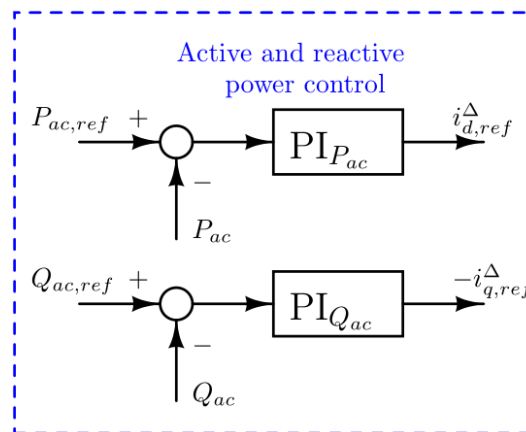 Active and reactive
power control
P_{ac,ref} + PI_{P_{ac}} i^{Δ}_{d,ref}
−
P_{ac}
Q_{ac,ref} + PI_{Q_{ac}} −i^{Δ}_{q,ref}
−
Q_{ac}